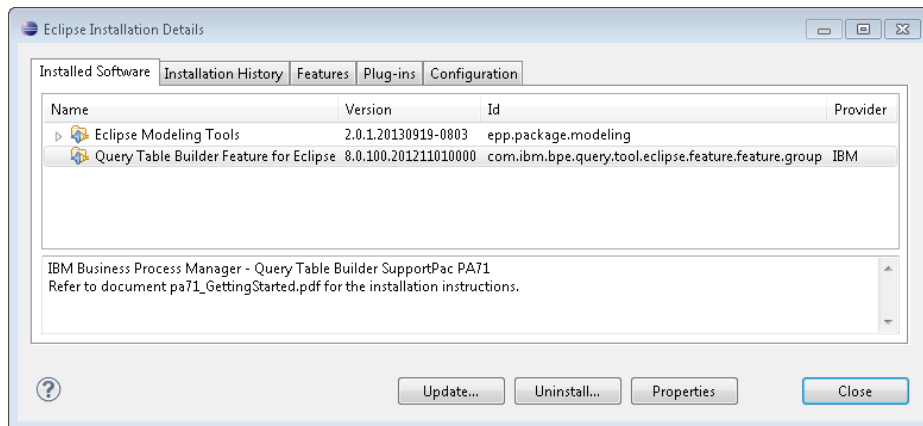 Eclipse Installation Details
Installed Software Installation History Features Plug-ins Configuration
Name Version Id Provider
Eclipse Modeling Tools 2.0.1.20130919-0803 epp.package.modeling
Query Table Builder Feature for Eclipse 8.0.100.201211010000 com.ibm.bpe.query.tool.eclipse.feature.feature.group IBM
IBM Business Process Manager - Query Table Builder SupportPac PA71
Refer to document pa71_GettingStarted.pdf for the installation instructions.
? Update... Uninstall... Properties Close